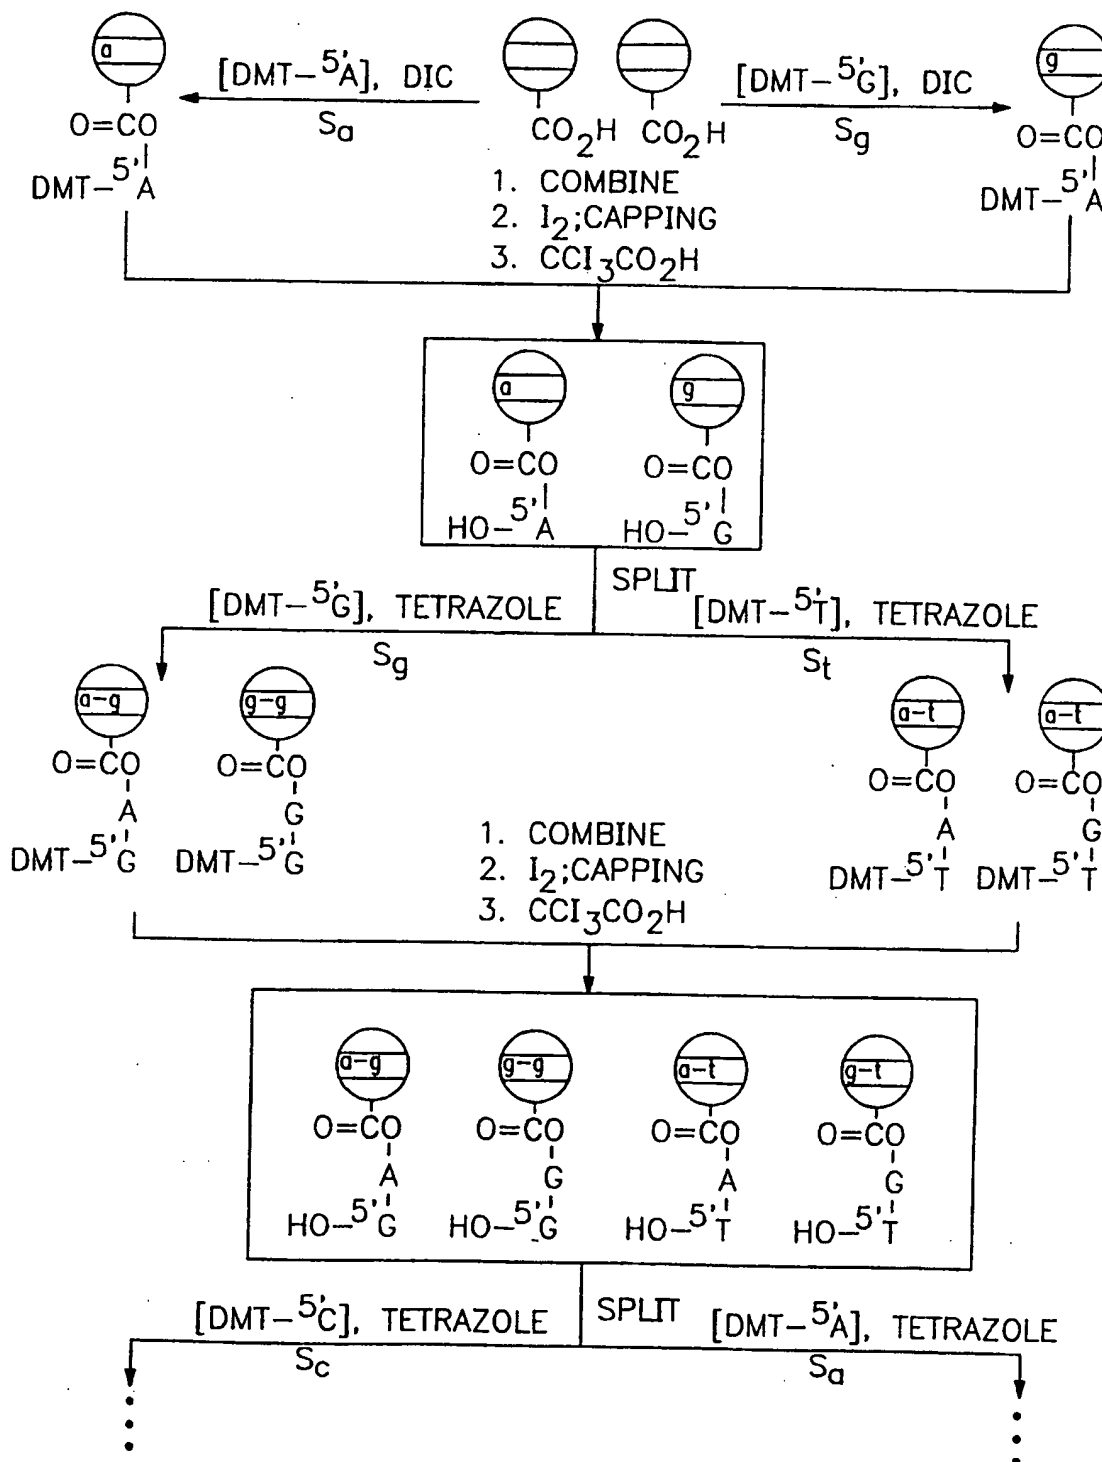 a
g
[DMT-5'A], DIC
[DMT-5'G], DIC
Sa
Sg
O=CO
CO2H
CO2H
O=CO
DMT-5'A
DMT-5'A
1. COMBINE
2. I2;CAPPING
3. CCl3CO2H
a
g
O=CO
O=CO
HO-5'A
HO-5'G
SPLIT
[DMT-5'G], TETRAZOLE
[DMT-5'T], TETRAZOLE
Sg
St
a-g
g-g
a-t
a-t
O=CO
O=CO
O=CO
O=CO
A
G
A
G
DMT-5'G
DMT-5'G
DMT-5'T
DMT-5'T
1. COMBINE
2. I2;CAPPING
3. CCl3CO2H
a-g
g-g
a-t
g-t
O=CO
O=CO
O=CO
O=CO
A
G
A
G
HO-5'G
HO-5'G
HO-5'T
HO-5'T
[DMT-5'C], TETRAZOLE
SPLIT
[DMT-5'A], TETRAZOLE
Sc
Sa